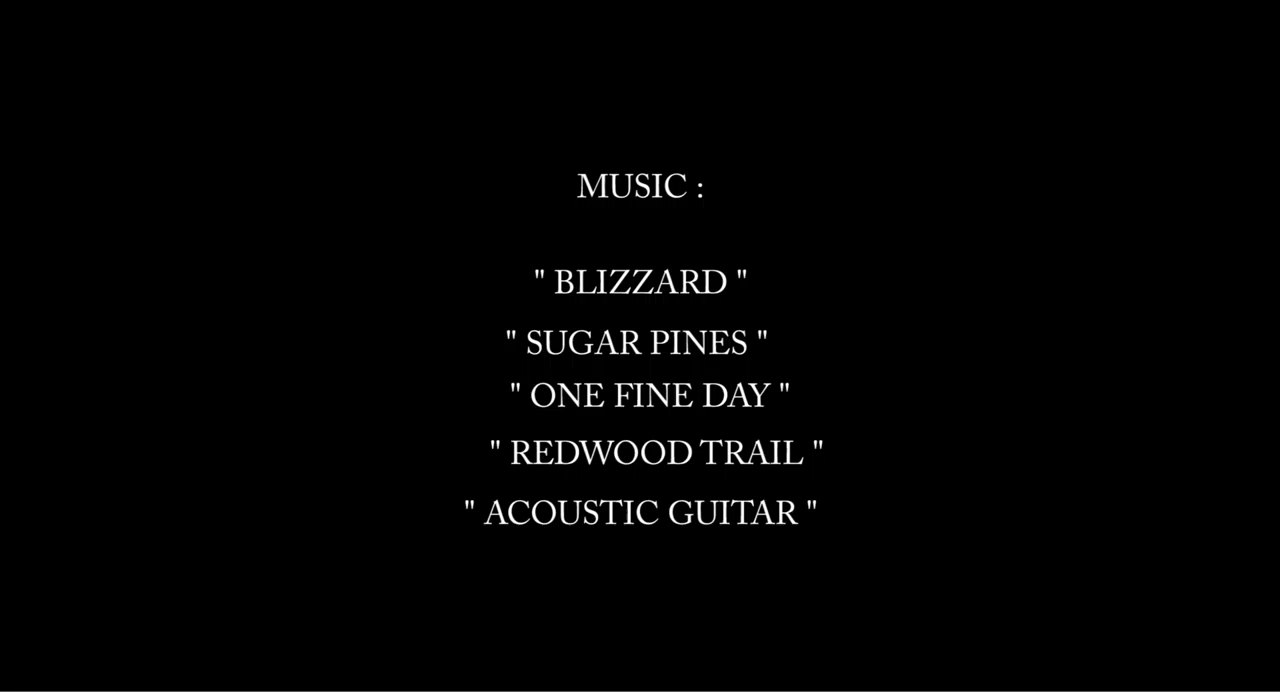 MUSIC :
" BLIZZARD "
" SUGAR PINES "
" ONE FINE DAY "
" REDWOOD TRAIL "
" ACOUSTIC GUITAR "